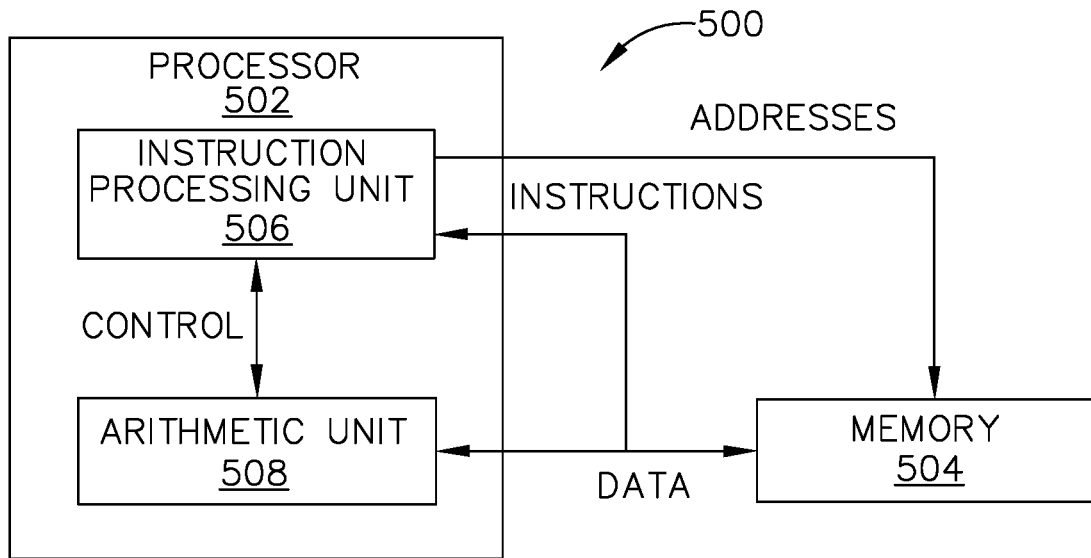 500
PROCESSOR
502
ADDRESSES
INSTRUCTION
PROCESSING UNIT
506
INSTRUCTIONS
CONTROL
ARITHMETIC UNIT
508
DATA
MEMORY
504